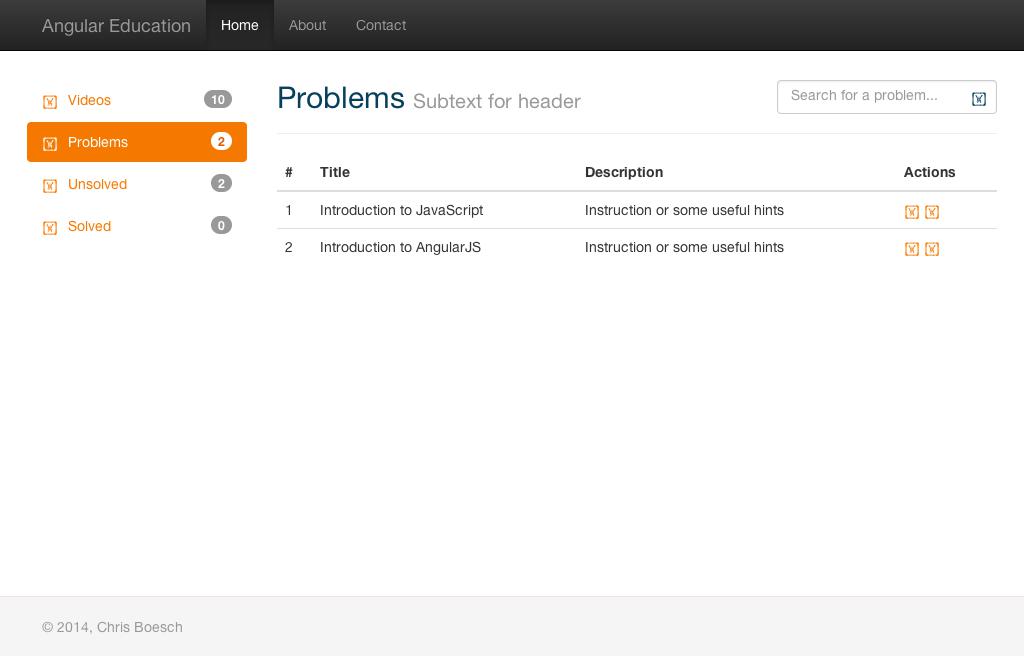 Angular Education Home About Contact
Videos 10
Problems 2
Unsolved 2
Solved 0
Problems Subtext for header
Search for a problem...
# Title Description Actions
1 Introduction to JavaScript Instruction or some useful hints
2 Introduction to AngularJS Instruction or some useful hints
© 2014, Chris Boesch